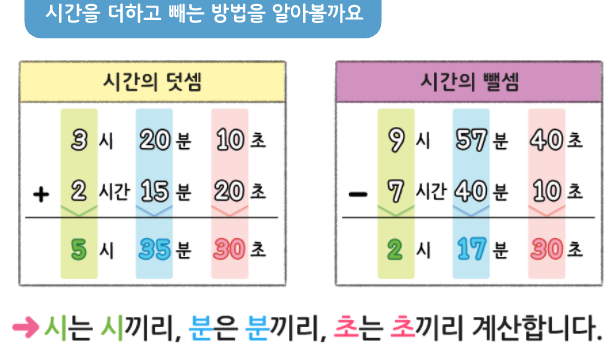 시간을 더하고 빼는 방법을 알아볼까요
시간의 덧셈
3 시 20 분 10 초
+ 2 시간 15 분 20 초
5 시 35 분 30 초
시간의 뺄셈
9 시 57 분 40 초
- 7 시간 40 분 10 초
2 시 17 분 30 초
➔ 시는 시끼리, 분은 분끼리, 초는 초끼리 계산합니다.